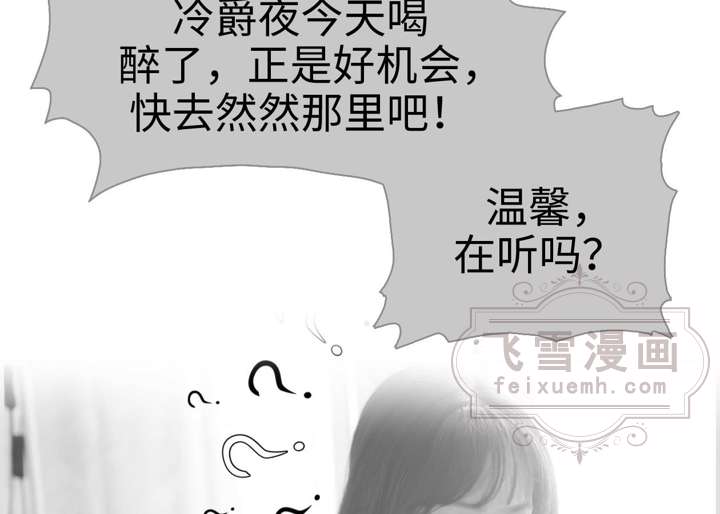 冷爵夜今天喝
醉了，正是好机会，
快去然然那里吧！
温馨，
在听吗？
飞雪漫画
feixuemh.com
？
？
？